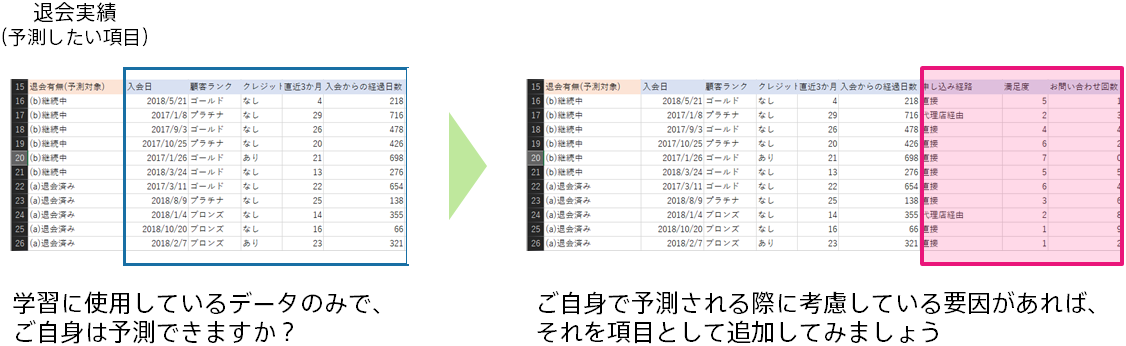 退会実績
(予測したい項目)
15 退会有無(予測対象) 入会日 顧客ランク クレジット 直近3か月 入会からの経過日数
16 (b)継続中 2018/5/21 ゴールド なし 4 218
17 (b)継続中 2017/1/8 プラチナ なし 29 716
18 (b)継続中 2017/9/3 ゴールド なし 26 478
19 (b)継続中 2017/10/25 プラチナ なし 20 426
20 (b)継続中 2017/1/26 ゴールド あり 21 698
21 (b)継続中 2018/3/24 ゴールド なし 13 276
22 (a)退会済み 2017/3/11 ゴールド なし 22 654
23 (a)退会済み 2018/8/9 プラチナ なし 25 138
24 (a)退会済み 2018/1/4 ブロンズ なし 14 355
25 (a)退会済み 2018/10/20 ブロンズ なし 16 66
26 (a)退会済み 2018/2/7 ブロンズ あり 23 321
学習に使用しているデータのみで、
ご自身は予測できますか？
15 退会有無(予測対象) 入会日 顧客ランク クレジット 直近3か月 入会からの経過日数 申し込み経路 満足度 お問い合わせ回数
16 (b)継続中 2018/5/21 ゴールド なし 4 218 直接 5 1
17 (b)継続中 2017/1/8 プラチナ なし 29 716 代理店経由 2 3
18 (b)継続中 2017/9/3 ゴールド なし 26 478 直接 4 4
19 (b)継続中 2017/10/25 プラチナ なし 20 426 直接 6 2
20 (b)継続中 2017/1/26 ゴールド あり 21 698 直接 7 0
21 (b)継続中 2018/3/24 ゴールド なし 13 276 直接 5 5
22 (a)退会済み 2017/3/11 ゴールド なし 22 654 直接 6 4
23 (a)退会済み 2018/8/9 プラチナ なし 25 138 直接 3 6
24 (a)退会済み 2018/1/4 ブロンズ なし 14 355 代理店経由 2 8
25 (a)退会済み 2018/10/20 ブロンズ なし 16 66 直接 1 9
26 (a)退会済み 2018/2/7 ブロンズ あり 23 321 直接 1 2
ご自身で予測される際に考慮している要因があれば、
それを項目として追加してみましょう